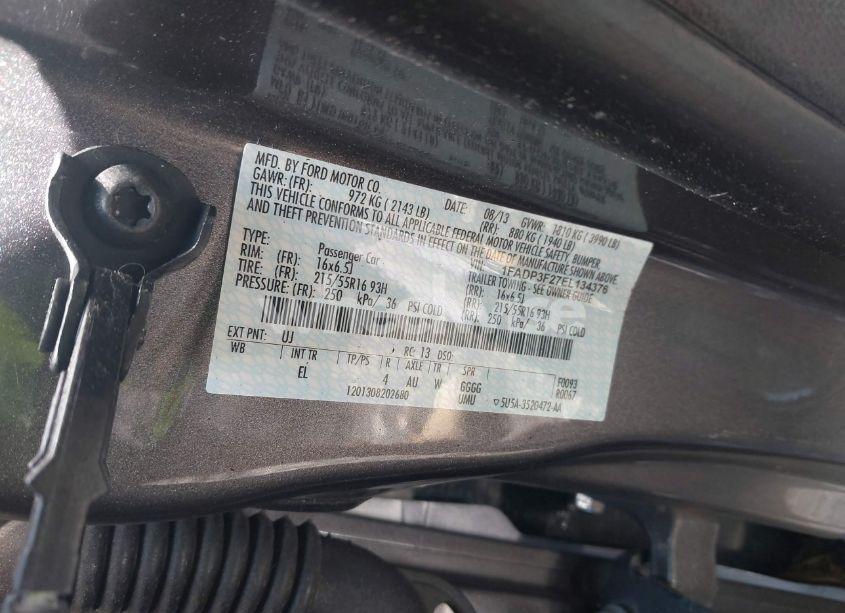 MFD. BY FORD MOTOR CO.
DATE: 08/13 GVWR: 1810 KG ( 3990 LB)
GAWR: (FR): 972 KG ( 2143 LB) (RR): 880 KG ( 1940 LB)
THIS VEHICLE CONFORMS TO ALL APPLICABLE FEDERAL MOTOR VEHICLE SAFETY, BUMPER
AND THEFT PREVENTION STANDARDS IN EFFECT ON THE DATE OF MANUFACTURE SHOWN ABOVE.
VIN: 1FADP3F27EL134378
TYPE: Passenger Car TRAILER TOWING - SEE OWNER GUIDE
RIM: (FR): 16x6.5J (RR): 16x6.5J
TIRE: (FR): 215/55R16 93H (RR): 215/55R16 93H
PRESSURE: (FR): 250 kPa/ 36 PSI COLD (RR): 250 kPa/ 36 PSI COLD
EXT PNT: UJ RC: 13 DSO:
WB INT TR TP/PS R AXLE TR SPR F0093
EL 4 AU W GGGG R0067
1201308202680 UMU 5U5A-3520472-AA